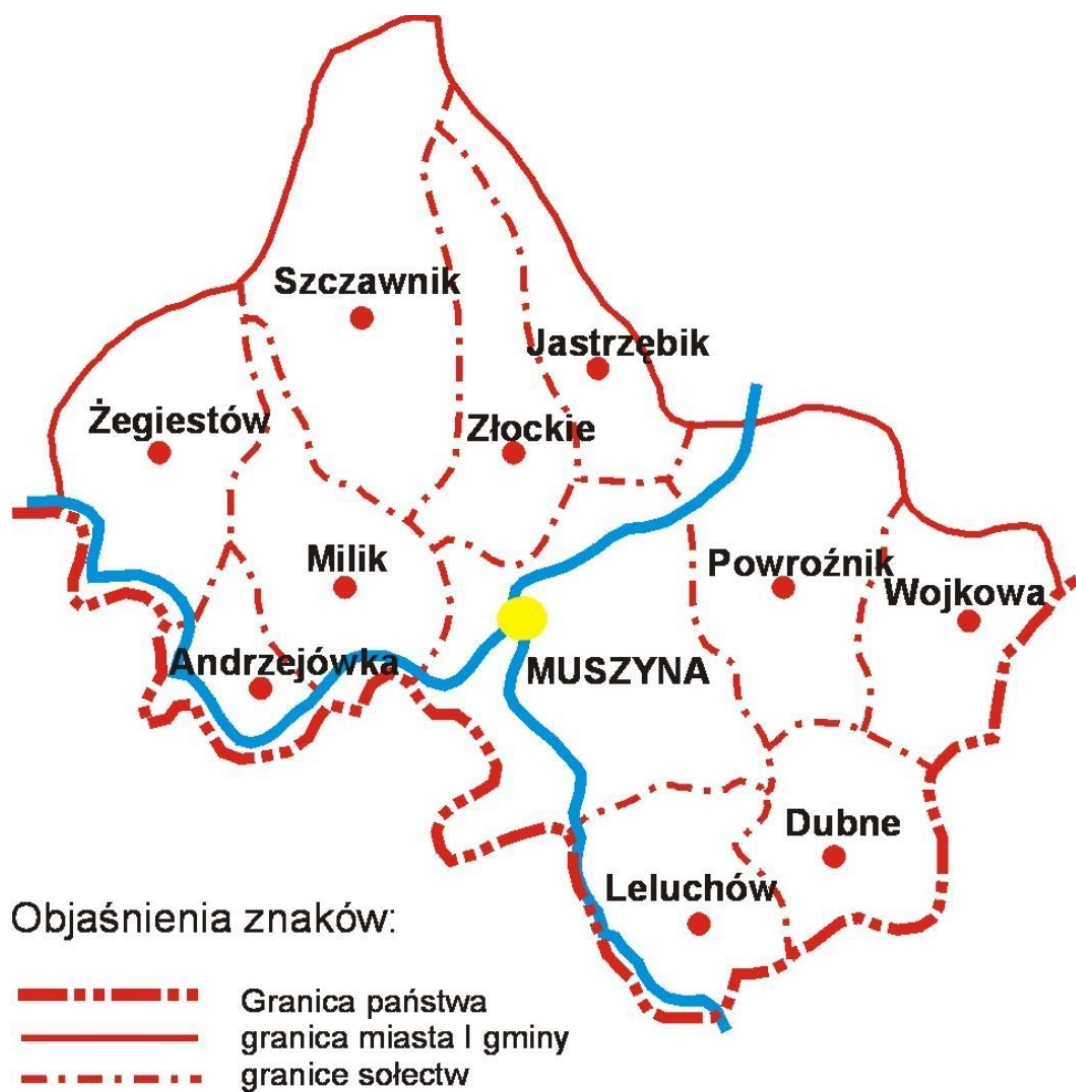 Szczawnik
Jastrzębik
Żegiestów
Złockie
Milik
Powroźnik
Wojkowa
Andrzejówka
MUSZYNA
Dubne
Leluchów
Objaśnienia znaków:
Granica państwa
granica miasta I gminy
granice sołectw